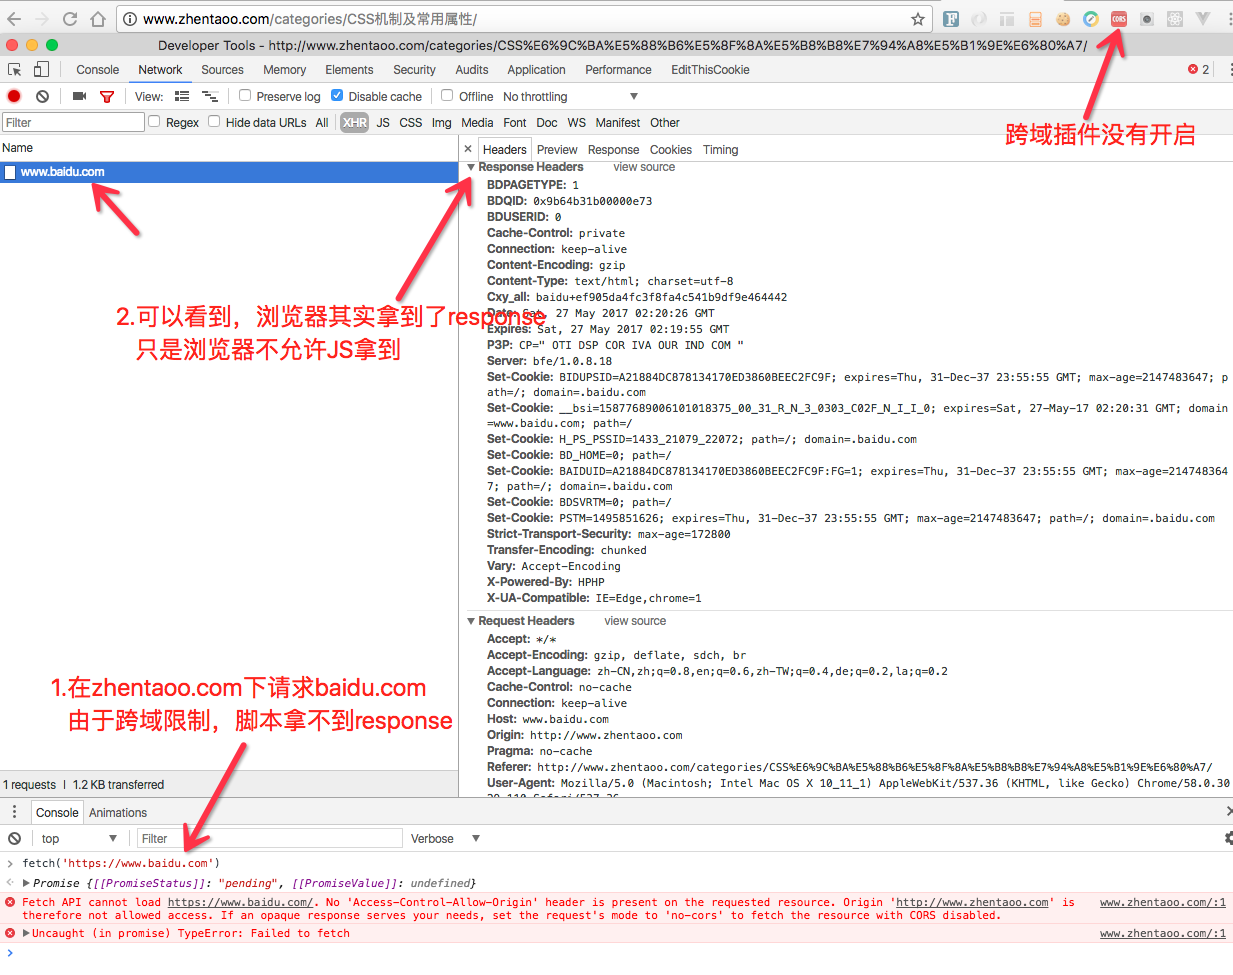 www.zhentaoo.com/categories/CSS机制及常用属性/
CORS
Developer Tools - http://www.zhentaoo.com/categories/CSS%E6%9C%BA%E5%88%B6%E5%8F%8A%E5%B8%B8%E7%94%A8%E5%B1%9E%E6%80%A7/
Console Network Sources Memory Elements Security Audits Application Performance EditThisCookie 2
View: Preserve log Disable cache Offline No throttling
Filter Regex Hide data URLs All XHR JS CSS Img Media Font Doc WS Manifest Other
跨域插件没有开启
Name
www.baidu.com
Headers Preview Response Cookies Timing
Response Headers view source
BDPAGETYPE: 1
BDQID: 0x9b64b31b00000e73
BDUSERID: 0
Cache-Control: private
Connection: keep-alive
Content-Encoding: gzip
Content-Type: text/html; charset=utf-8
Cxy_all: baidu+ef905da4fc3f8fa4c541b9df9e464442
Date: Sat, 27 May 2017 02:20:26 GMT
Expires: Sat, 27 May 2017 02:19:55 GMT
P3P: CP=" OTI DSP COR IVA OUR IND COM "
Server: bfe/1.0.8.18
Set-Cookie: BIDUPSID=A21884DC878134170ED3860BEEC2FC9F; expires=Thu, 31-Dec-37 23:55:55 GMT; max-age=2147483647; p
ath=/; domain=.baidu.com
Set-Cookie: __bsi=15877689006101018375_00_31_R_N_3_0303_C02F_N_I_I_0; expires=Sat, 27-May-17 02:20:31 GMT; domain
=www.baidu.com; path=/
Set-Cookie: H_PS_PSSID=1433_21079_22072; path=/; domain=.baidu.com
Set-Cookie: BD_HOME=0; path=/
Set-Cookie: BAIDUID=A21884DC878134170ED3860BEEC2FC9F:FG=1; expires=Thu, 31-Dec-37 23:55:55 GMT; max-age=214748364
7; path=/; domain=.baidu.com
Set-Cookie: BDSVRTM=0; path=/
Set-Cookie: PSTM=1495851626; expires=Thu, 31-Dec-37 23:55:55 GMT; max-age=2147483647; path=/; domain=.baidu.com
Strict-Transport-Security: max-age=172800
Transfer-Encoding: chunked
Vary: Accept-Encoding
X-Powered-By: HPHP
X-UA-Compatible: IE=Edge,chrome=1
2.可以看到，浏览器其实拿到了response
只是浏览器不允许JS拿到
Request Headers view source
Accept: */*
Accept-Encoding: gzip, deflate, sdch, br
Accept-Language: zh-CN,zh;q=0.8,en;q=0.6,zh-TW;q=0.4,de;q=0.2,la;q=0.2
Cache-Control: no-cache
Connection: keep-alive
Host: www.baidu.com
Origin: http://www.zhentaoo.com
Pragma: no-cache
Referer: http://www.zhentaoo.com/categories/CSS%E6%9C%BA%E5%88%B6%E5%8F%8A%E5%B8%B8%E7%94%A8%E5%B1%9E%E6%80%A7/
User-Agent: Mozilla/5.0 (Macintosh; Intel Mac OS X 10_11_1) AppleWebKit/537.36 (KHTML, like Gecko) Chrome/58.0.30
1.在zhentaoo.com下请求baidu.com
由于跨域限制，脚本拿不到response
1 requests | 1.2 KB transferred
Console Animations
top Filter Verbose
fetch('https://www.baidu.com')
Promise {[[PromiseStatus]]: "pending", [[PromiseValue]]: undefined}
Fetch API cannot load https://www.baidu.com/. No 'Access-Control-Allow-Origin' header is present on the requested resource. Origin 'http://www.zhentaoo.com' is www.zhentaoo.com/:1
therefore not allowed access. If an opaque response serves your needs, set the request's mode to 'no-cors' to fetch the resource with CORS disabled.
Uncaught (in promise) TypeError: Failed to fetch www.zhentaoo.com/:1